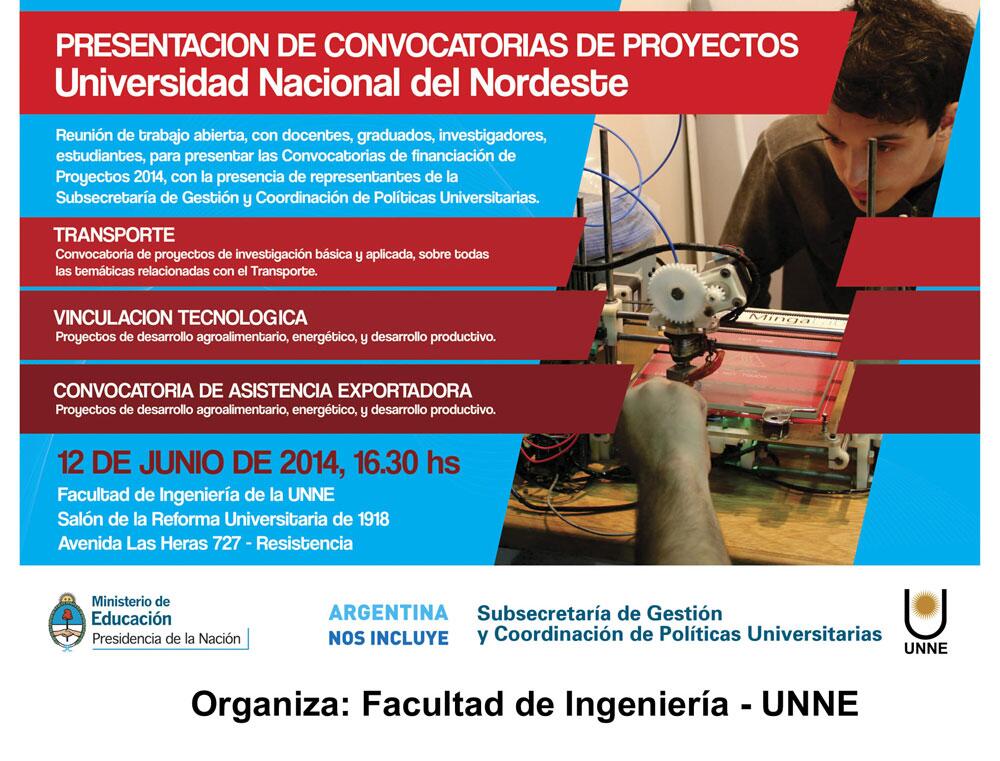 PRESENTACION DE CONVOCATORIAS DE PROYECTOS
Universidad Nacional del Nordeste
Reunión de trabajo abierta, con docentes, graduados, investigadores,
estudiantes, para presentar las Convocatorias de financiación de
Proyectos 2014, con la presencia de representantes de la
Subsecretaría de Gestión y Coordinación de Políticas Universitarias.
TRANSPORTE
Convocatoria de proyectos de investigación básica y aplicada, sobre todas
las temáticas relacionadas con el Transporte.
VINCULACION TECNOLOGICA
Proyectos de desarrollo agroalimentario, energético, y desarrollo productivo.
CONVOCATORIA DE ASISTENCIA EXPORTADORA
Proyectos de desarrollo agroalimentario, energético, y desarrollo productivo.
12 DE JUNIO DE 2014, 16.30 hs
Facultad de Ingeniería de la UNNE
Salón de la Reforma Universitaria de 1918
Avenida Las Heras 727 - Resistencia
Minga
Ministerio de
Educación
Presidencia de la Nación
ARGENTINA
NOS INCLUYE
Subsecretaría de Gestión
y Coordinación de Políticas Universitarias
UNNE
Organiza: Facultad de Ingeniería - UNNE